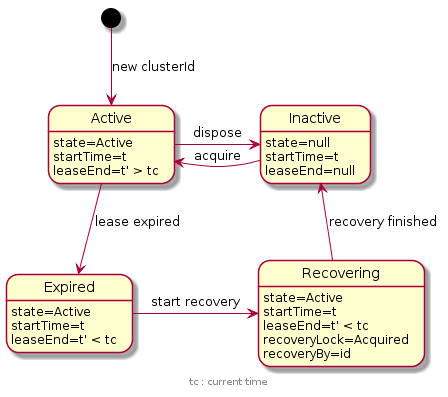 new clusterId
Active
state=Active
startTime=t
leaseEnd=t' > tc
dispose
acquire
Inactive
state=null
startTime=t
leaseEnd=null
lease expired
recovery finished
Expired
state=Active
startTime=t
leaseEnd=t' < tc
start recovery
Recovering
state=Active
startTime=t
leaseEnd=t' < tc
recoveryLock=Acquired
recoveryBy=id
tc : current time